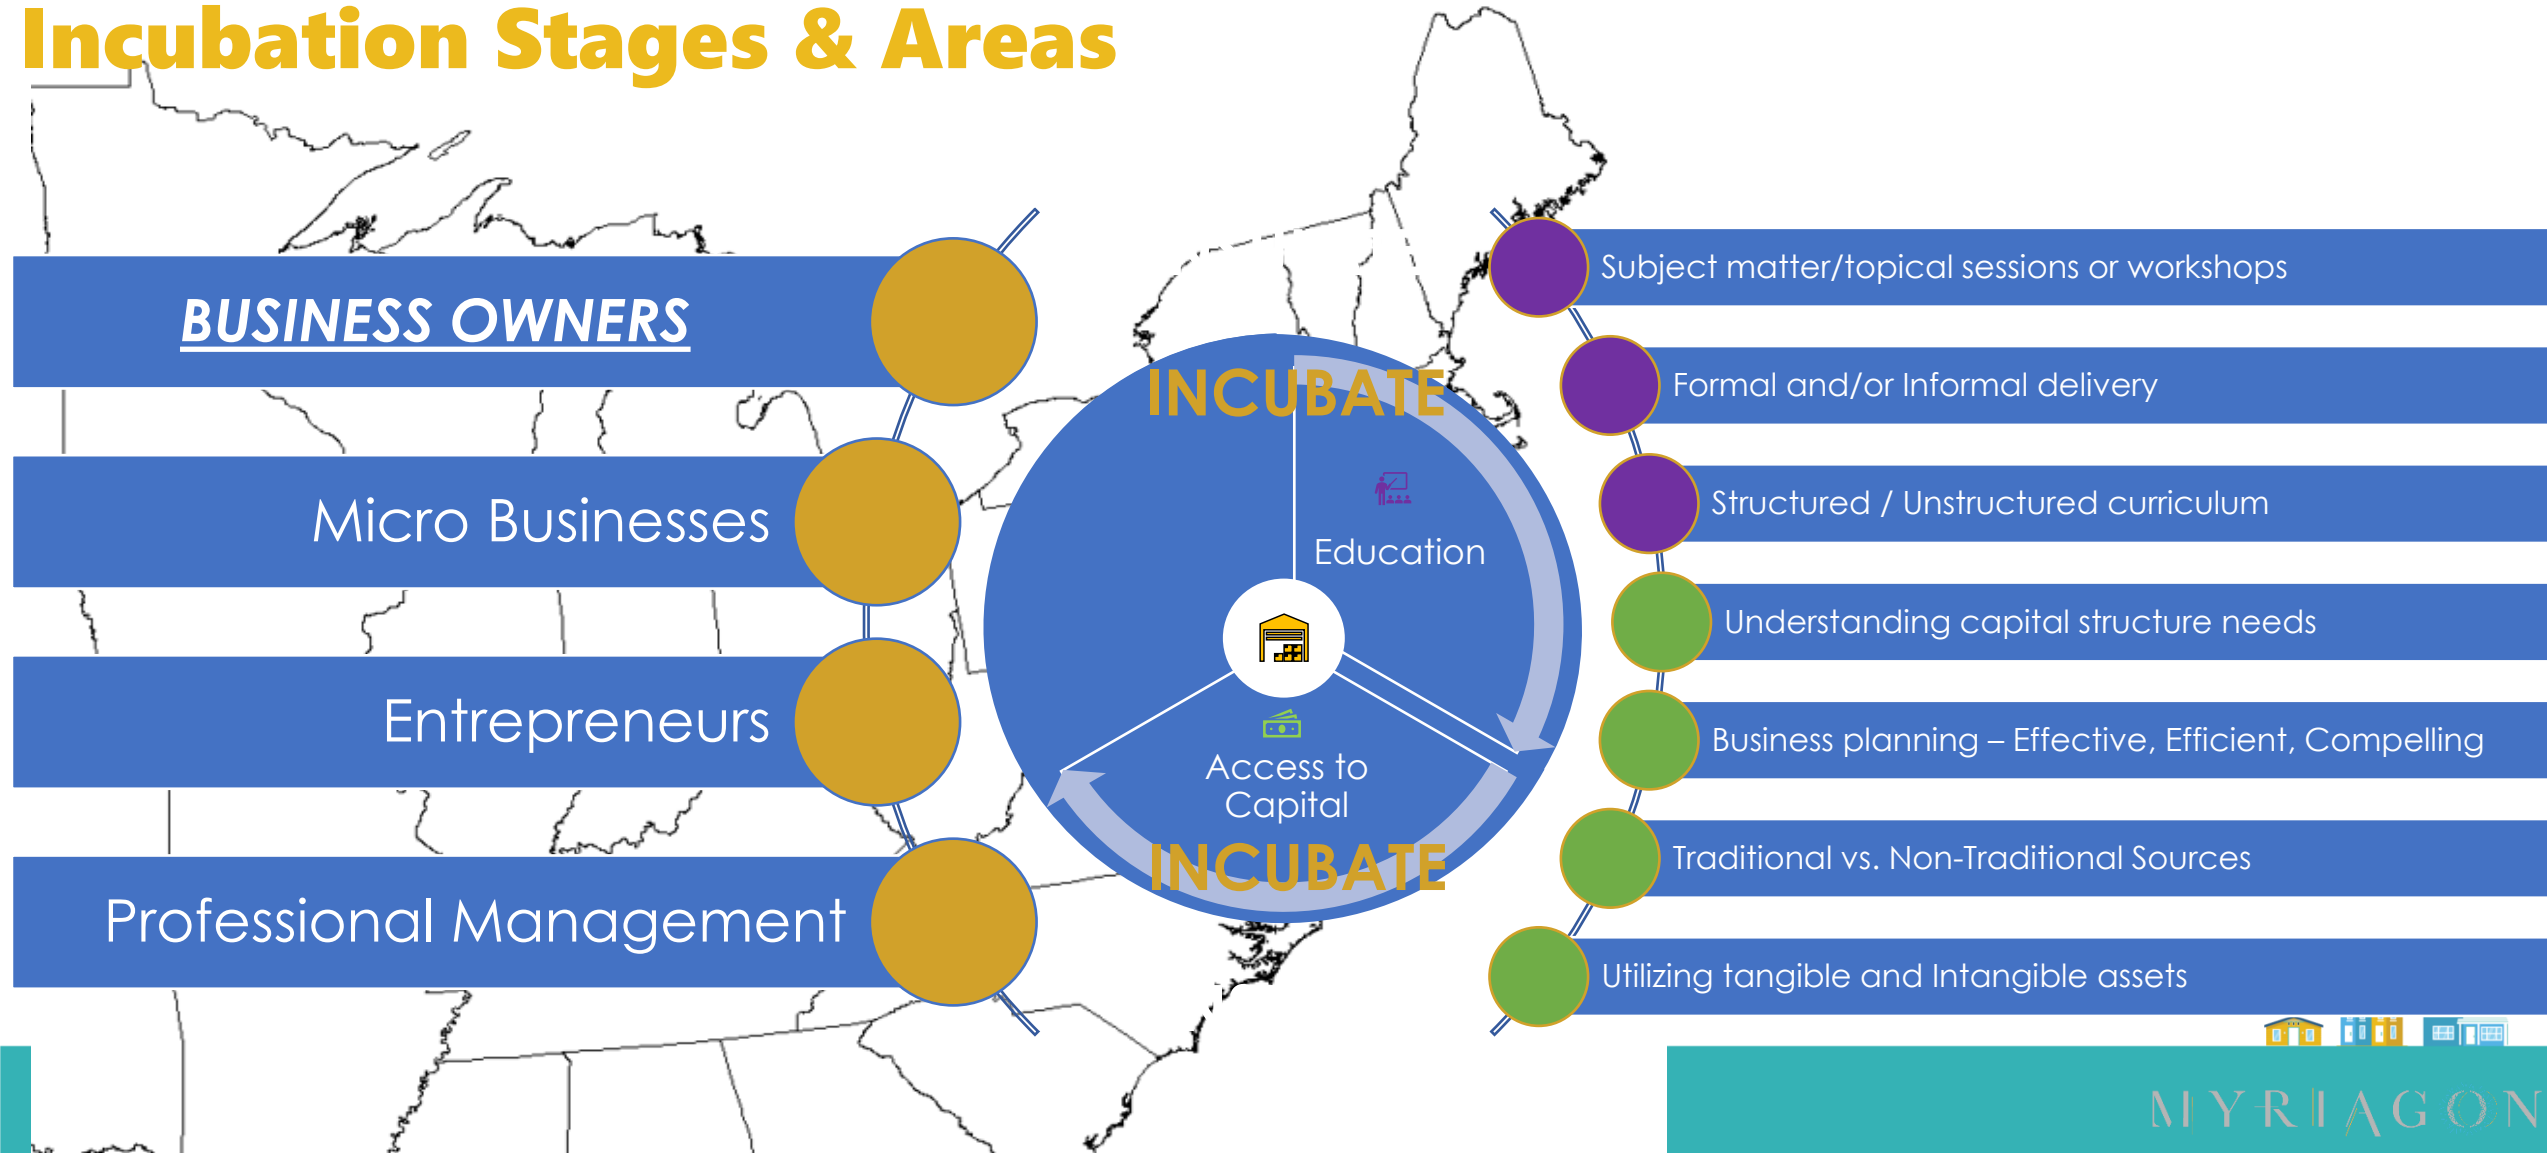 Incubation Stages & Areas
BUSINESS OWNERS
Micro Businesses
Entrepreneurs
Professional Management
INCUBATE
Education
Access to
Capital
INCUBATE
Subject matter/topical sessions or workshops
Formal and/or Informal delivery
Structured / Unstructured curriculum
Understanding capital structure needs
Business planning – Effective, Efficient, Compelling
Traditional vs. Non-Traditional Sources
Utilizing tangible and Intangible assets
MYRIAGON